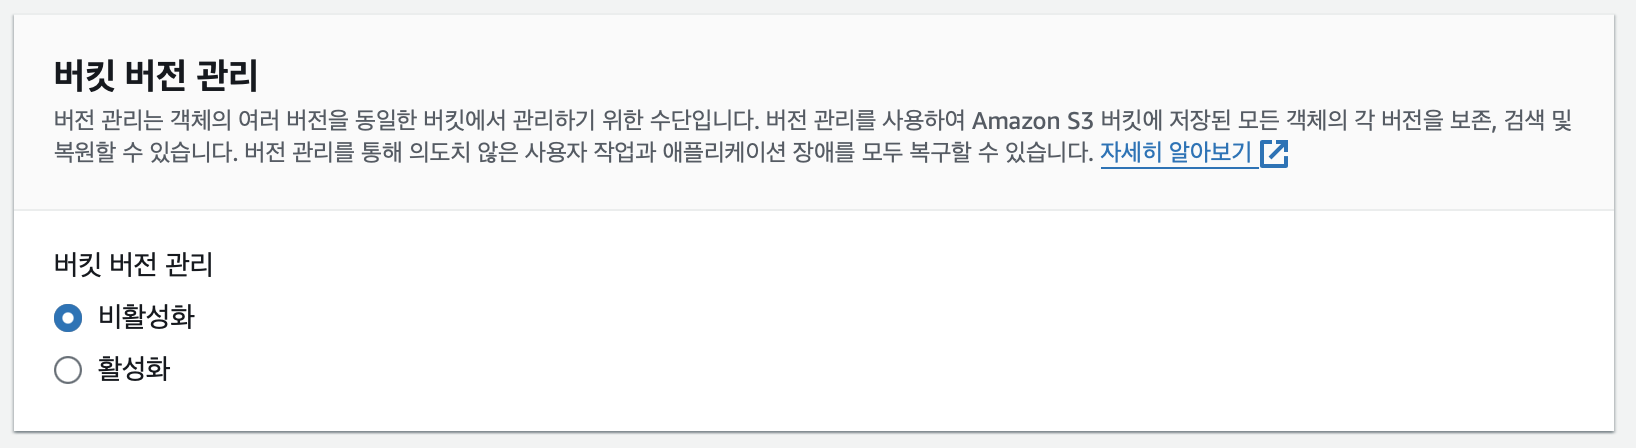 버킷 버전 관리
버전 관리는 객체의 여러 버전을 동일한 버킷에서 관리하기 위한 수단입니다. 버전 관리를 사용하여 Amazon S3 버킷에 저장된 모든 객체의 각 버전을 보존, 검색 및
복원할 수 있습니다. 버전 관리를 통해 의도치 않은 사용자 작업과 애플리케이션 장애를 모두 복구할 수 있습니다. 자세히 알아보기
버킷 버전 관리
비활성화
활성화